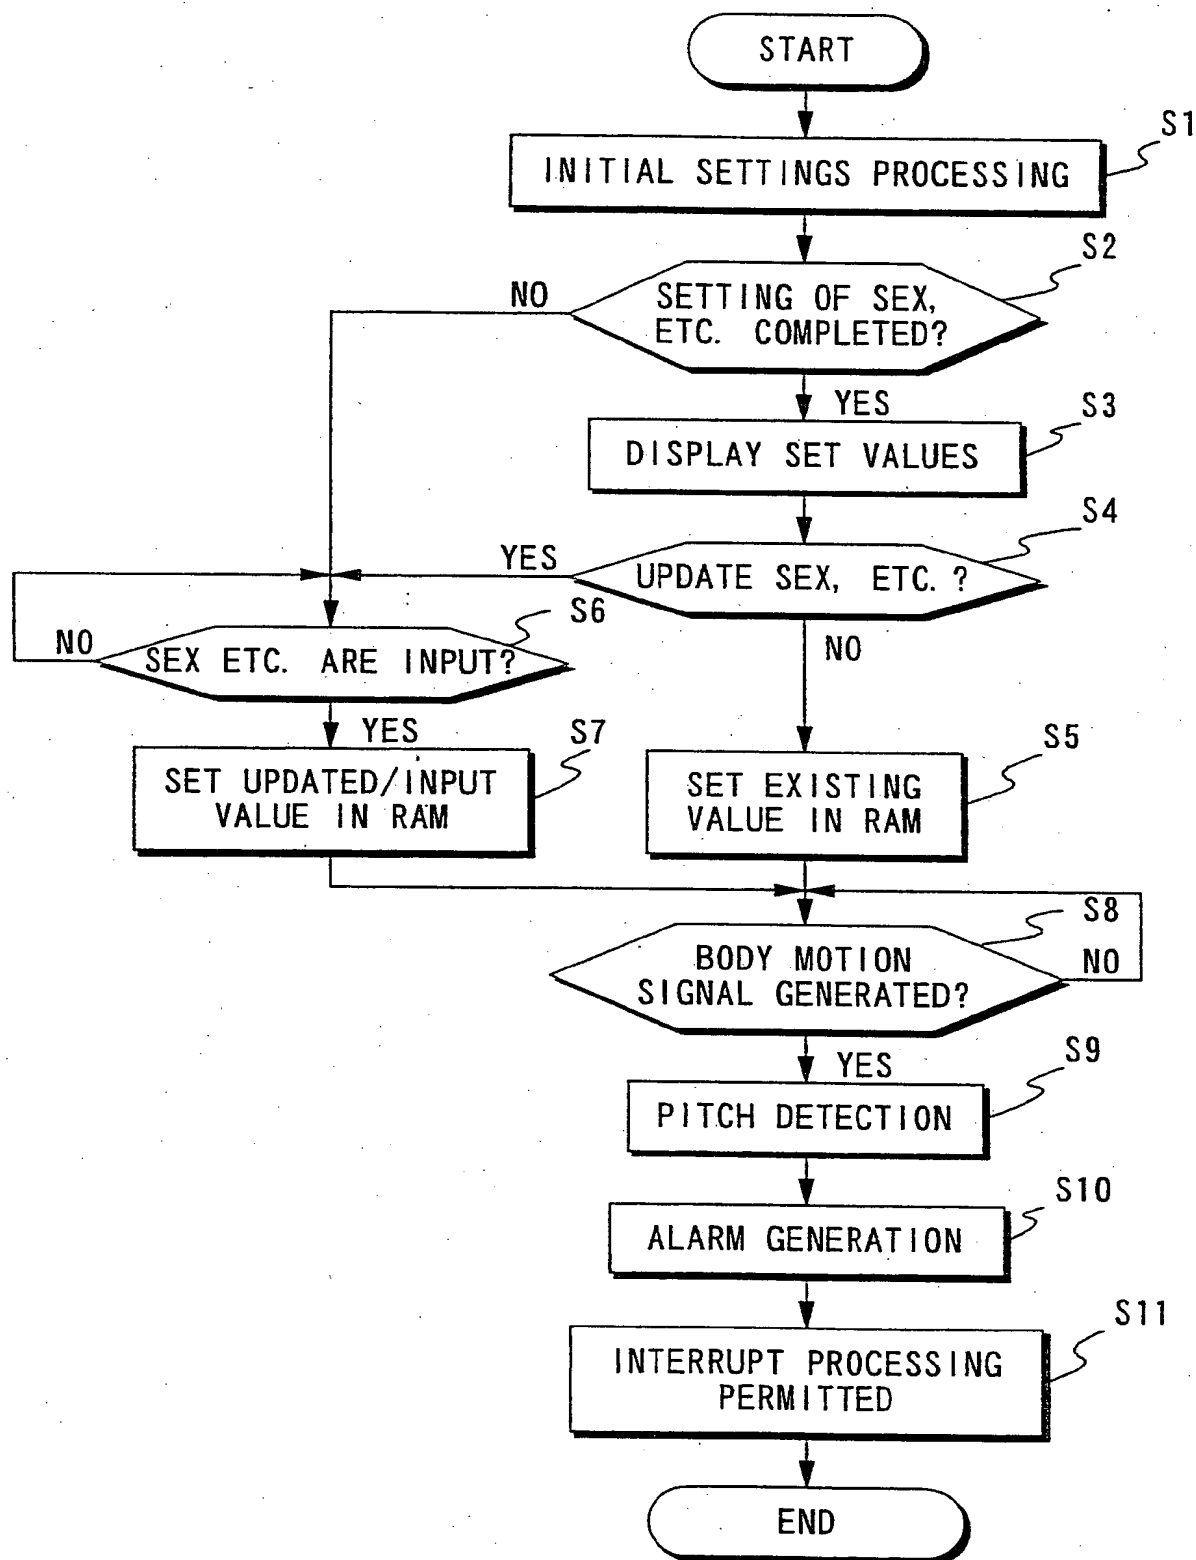 START
S1
INITIAL SETTINGS PROCESSING
S2
NO
SETTING OF SEX,
ETC. COMPLETED?
YES
S3
DISPLAY SET VALUES
S4
YES
UPDATE SEX, ETC. ?
S6
NO
SEX ETC. ARE INPUT?
NO
YES
S7
SET UPDATED/INPUT
VALUE IN RAM
S5
SET EXISTING
VALUE IN RAM
S8
BODY MOTION
SIGNAL GENERATED?
NO
YES
S9
PITCH DETECTION
S10
ALARM GENERATION
S11
INTERRUPT PROCESSING
PERMITTED
END